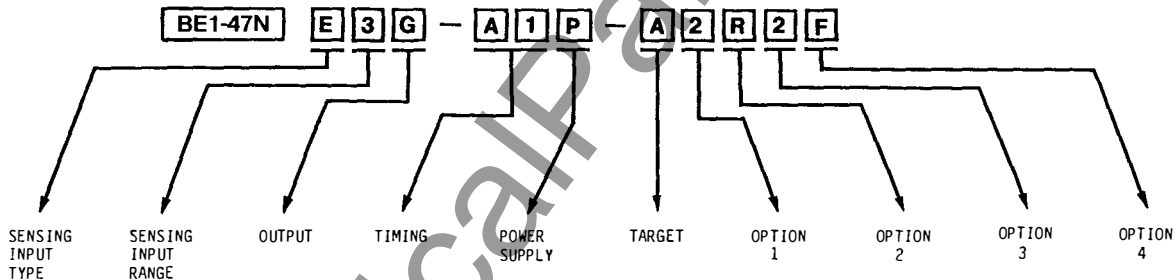 BE1-47N E 3 G — A 1 P — A 2 R 2 F
SENSING INPUT TYPE
SENSING INPUT RANGE
OUTPUT
TIMING
POWER SUPPLY
TARGET
OPTION 1
OPTION 2
OPTION 3
OPTION 4